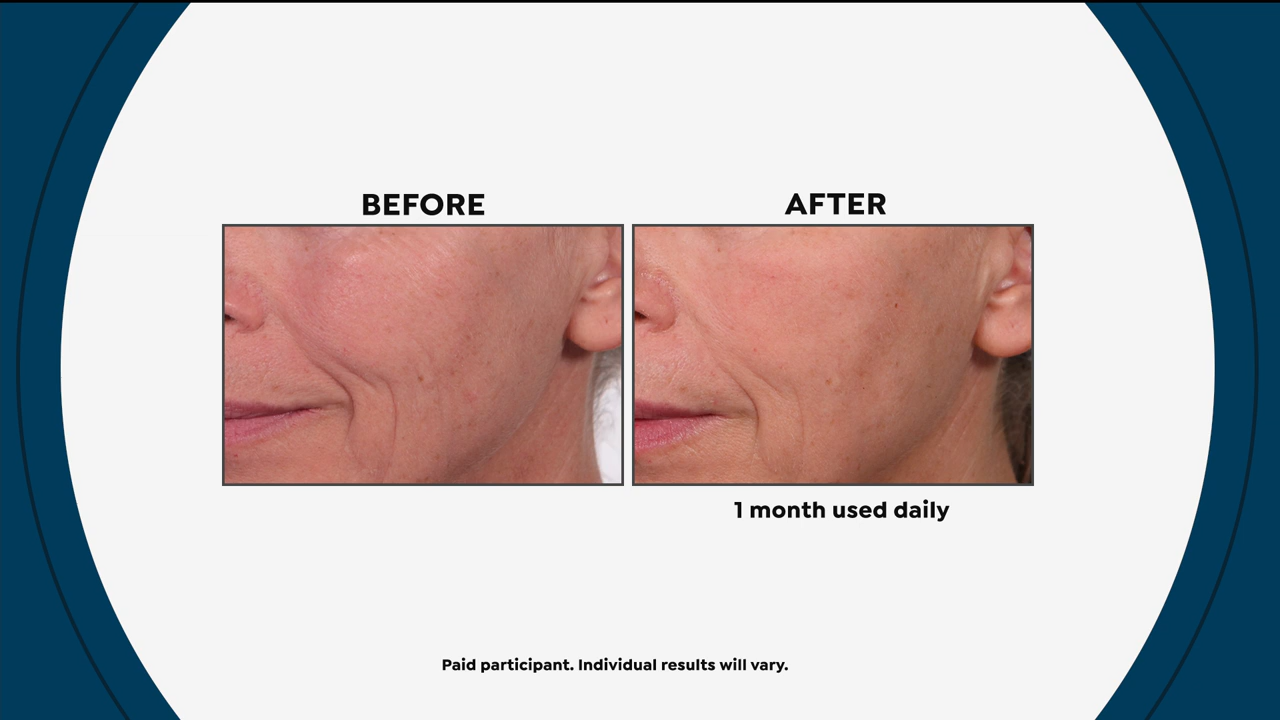 BEFORE
AFTER
1 month used daily
Paid participant. Individual results will vary.